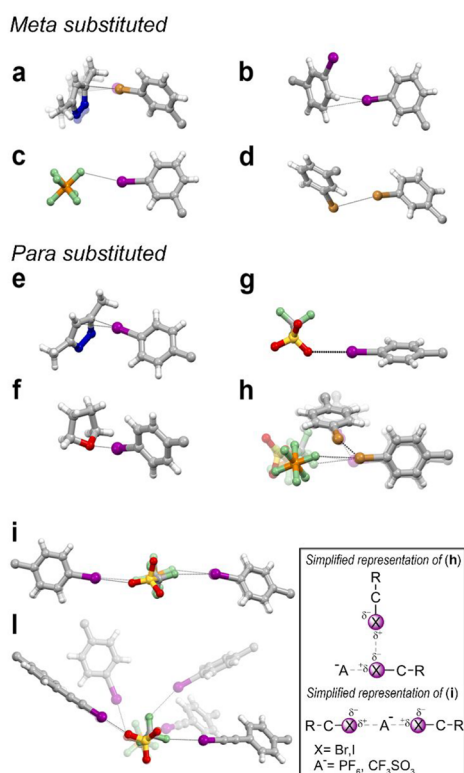 Meta substituted
a
b
c
d
Para substituted
e
g
f
h
i
l
Simplified representation of (h)
R
C
δ⁻ X
δ⁺
δ⁻
⁻A ⁺δ X C–R
Simplified representation of (i)
δ⁻ δ⁻
R–C X δ⁺ A⁻ ⁺δ X C–R
X= Br,I
A⁻= PF₆, CF₃SO₃